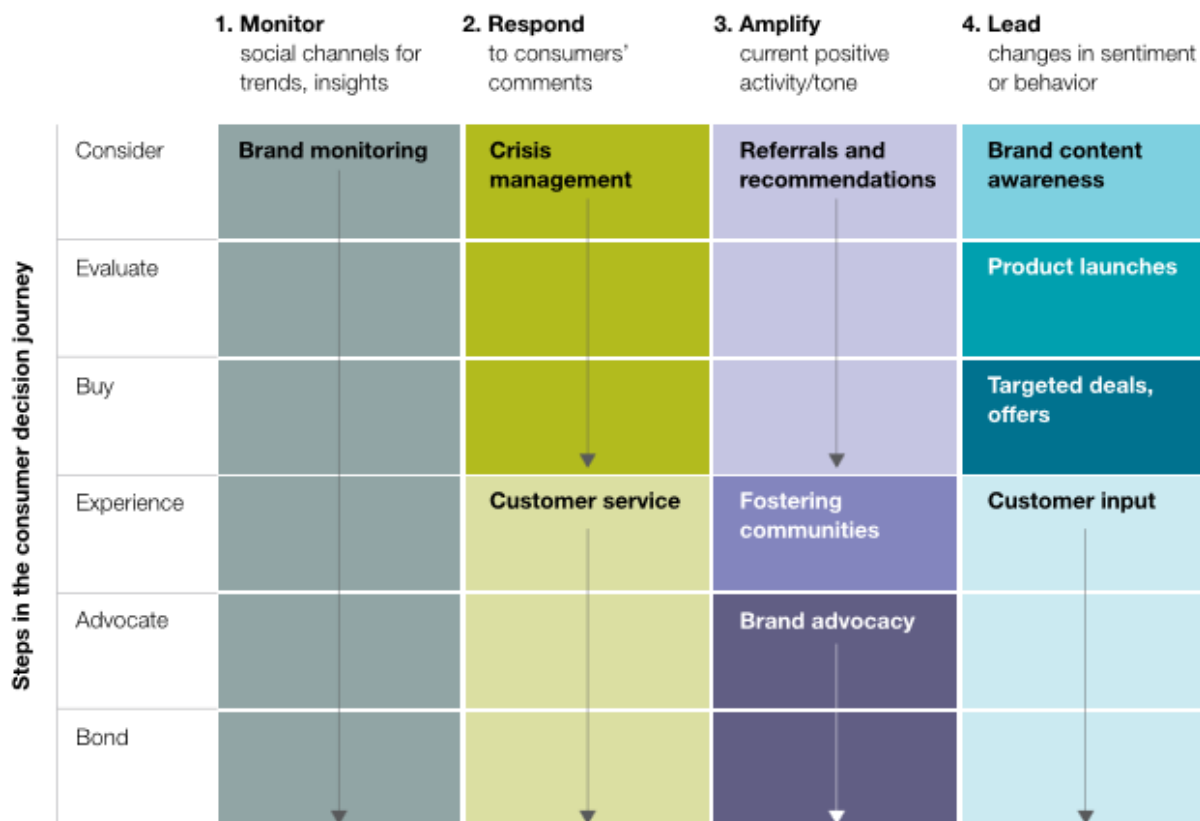 1. Monitor
social channels for
trends, insights
2. Respond
to consumers’
comments
3. Amplify
current positive
activity/tone
4. Lead
changes in sentiment
or behavior
Steps in the consumer decision journey
Consider
Brand monitoring
Crisis
management
Referrals and
recommendations
Brand content
awareness
Evaluate
Product launches
Buy
Targeted deals,
offers
Experience
Customer service
Fostering
communities
Customer input
Advocate
Brand advocacy
Bond